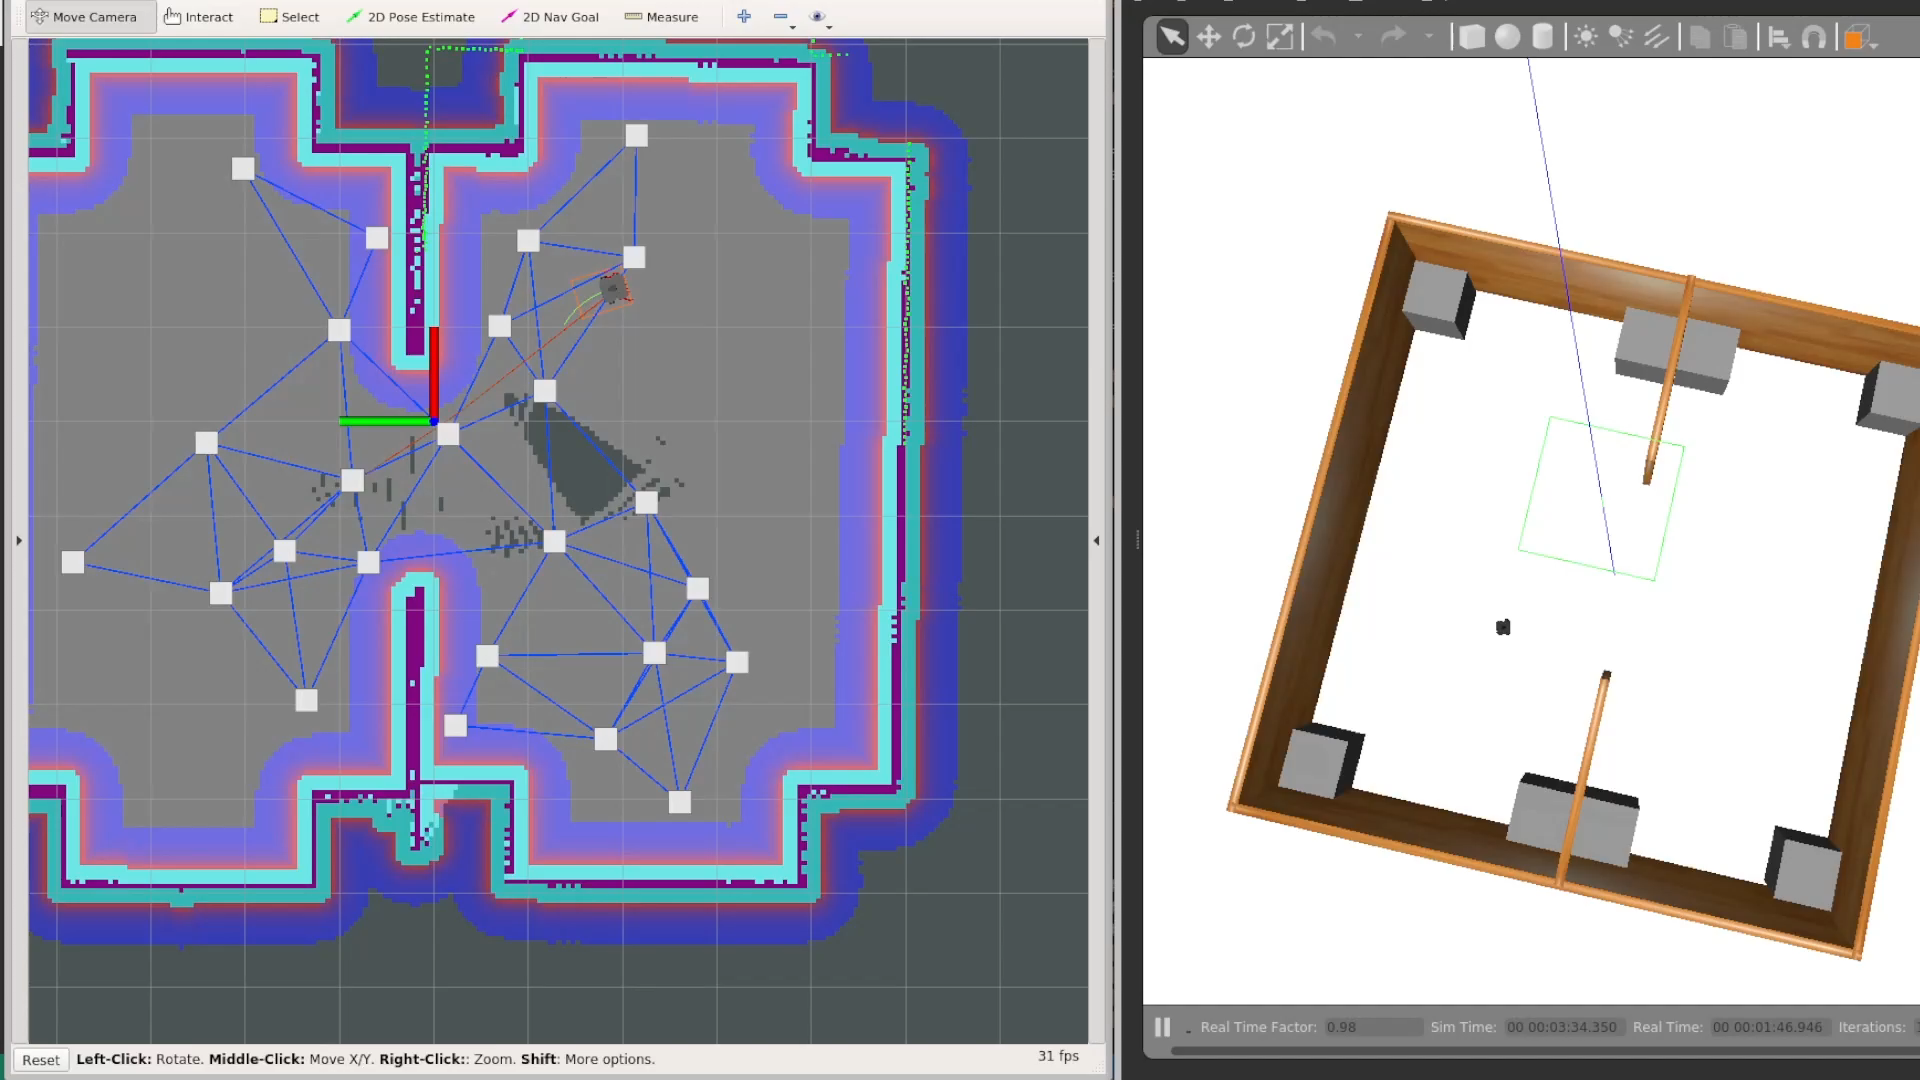 Move Camera Interact Select 2D Pose Estimate 2D Nav Goal Measure
Reset Left-Click: Rotate. Middle-Click: Move X/Y. Right-Click:: Zoom. Shift: More options. 31 fps
Real Time Factor: 0.98 Sim Time: 00 00:03:34.350 Real Time: 00 00:01:46.946 Iterations: